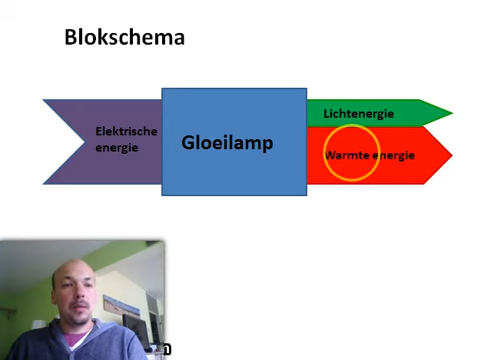 Blokschema
Elektrische
energie
Gloeilamp
Lichtenergie
Warmte energie